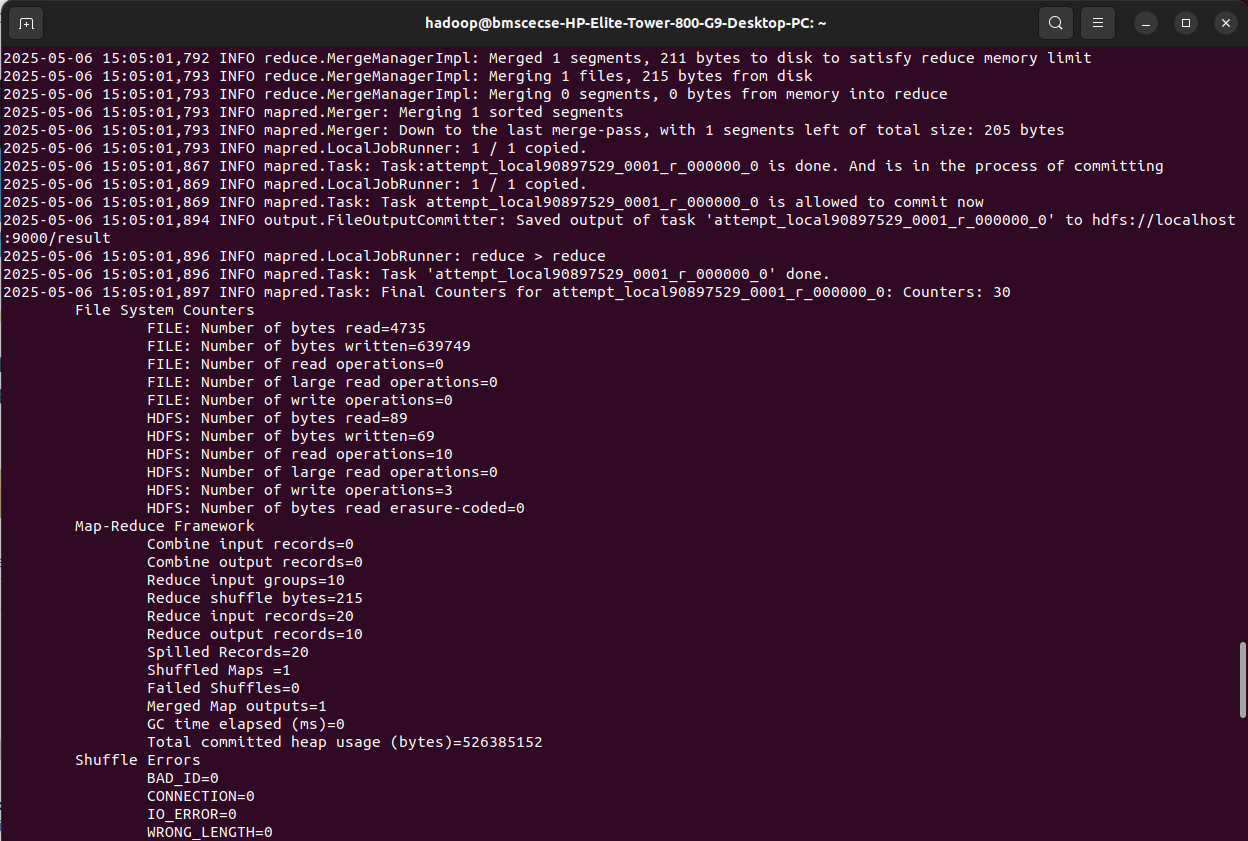 hadoop@bmscecse-HP-Elite-Tower-800-G9-Desktop-PC: ~
2025-05-06 15:05:01,792 INFO reduce.MergeManagerImpl: Merged 1 segments, 211 bytes to disk to satisfy reduce memory limit
2025-05-06 15:05:01,793 INFO reduce.MergeManagerImpl: Merging 1 files, 215 bytes from disk
2025-05-06 15:05:01,793 INFO reduce.MergeManagerImpl: Merging 0 segments, 0 bytes from memory into reduce
2025-05-06 15:05:01,793 INFO mapred.Merger: Merging 1 sorted segments
2025-05-06 15:05:01,793 INFO mapred.Merger: Down to the last merge-pass, with 1 segments left of total size: 205 bytes
2025-05-06 15:05:01,793 INFO mapred.LocalJobRunner: 1 / 1 copied.
2025-05-06 15:05:01,867 INFO mapred.Task: Task:attempt_local90897529_0001_r_000000_0 is done. And is in the process of committing
2025-05-06 15:05:01,869 INFO mapred.LocalJobRunner: 1 / 1 copied.
2025-05-06 15:05:01,869 INFO mapred.Task: Task attempt_local90897529_0001_r_000000_0 is allowed to commit now
2025-05-06 15:05:01,894 INFO output.FileOutputCommitter: Saved output of task 'attempt_local90897529_0001_r_000000_0' to hdfs://localhost
:9000/result
2025-05-06 15:05:01,896 INFO mapred.LocalJobRunner: reduce > reduce
2025-05-06 15:05:01,896 INFO mapred.Task: Task 'attempt_local90897529_0001_r_000000_0' done.
2025-05-06 15:05:01,897 INFO mapred.Task: Final Counters for attempt_local90897529_0001_r_000000_0: Counters: 30
File System Counters
FILE: Number of bytes read=4735
FILE: Number of bytes written=639749
FILE: Number of read operations=0
FILE: Number of large read operations=0
FILE: Number of write operations=0
HDFS: Number of bytes read=89
HDFS: Number of bytes written=69
HDFS: Number of read operations=10
HDFS: Number of large read operations=0
HDFS: Number of write operations=3
HDFS: Number of bytes read erasure-coded=0
Map-Reduce Framework
Combine input records=0
Combine output records=0
Reduce input groups=10
Reduce shuffle bytes=215
Reduce input records=20
Reduce output records=10
Spilled Records=20
Shuffled Maps =1
Failed Shuffles=0
Merged Map outputs=1
GC time elapsed (ms)=0
Total committed heap usage (bytes)=526385152
Shuffle Errors
BAD_ID=0
CONNECTION=0
IO_ERROR=0
WRONG_LENGTH=0